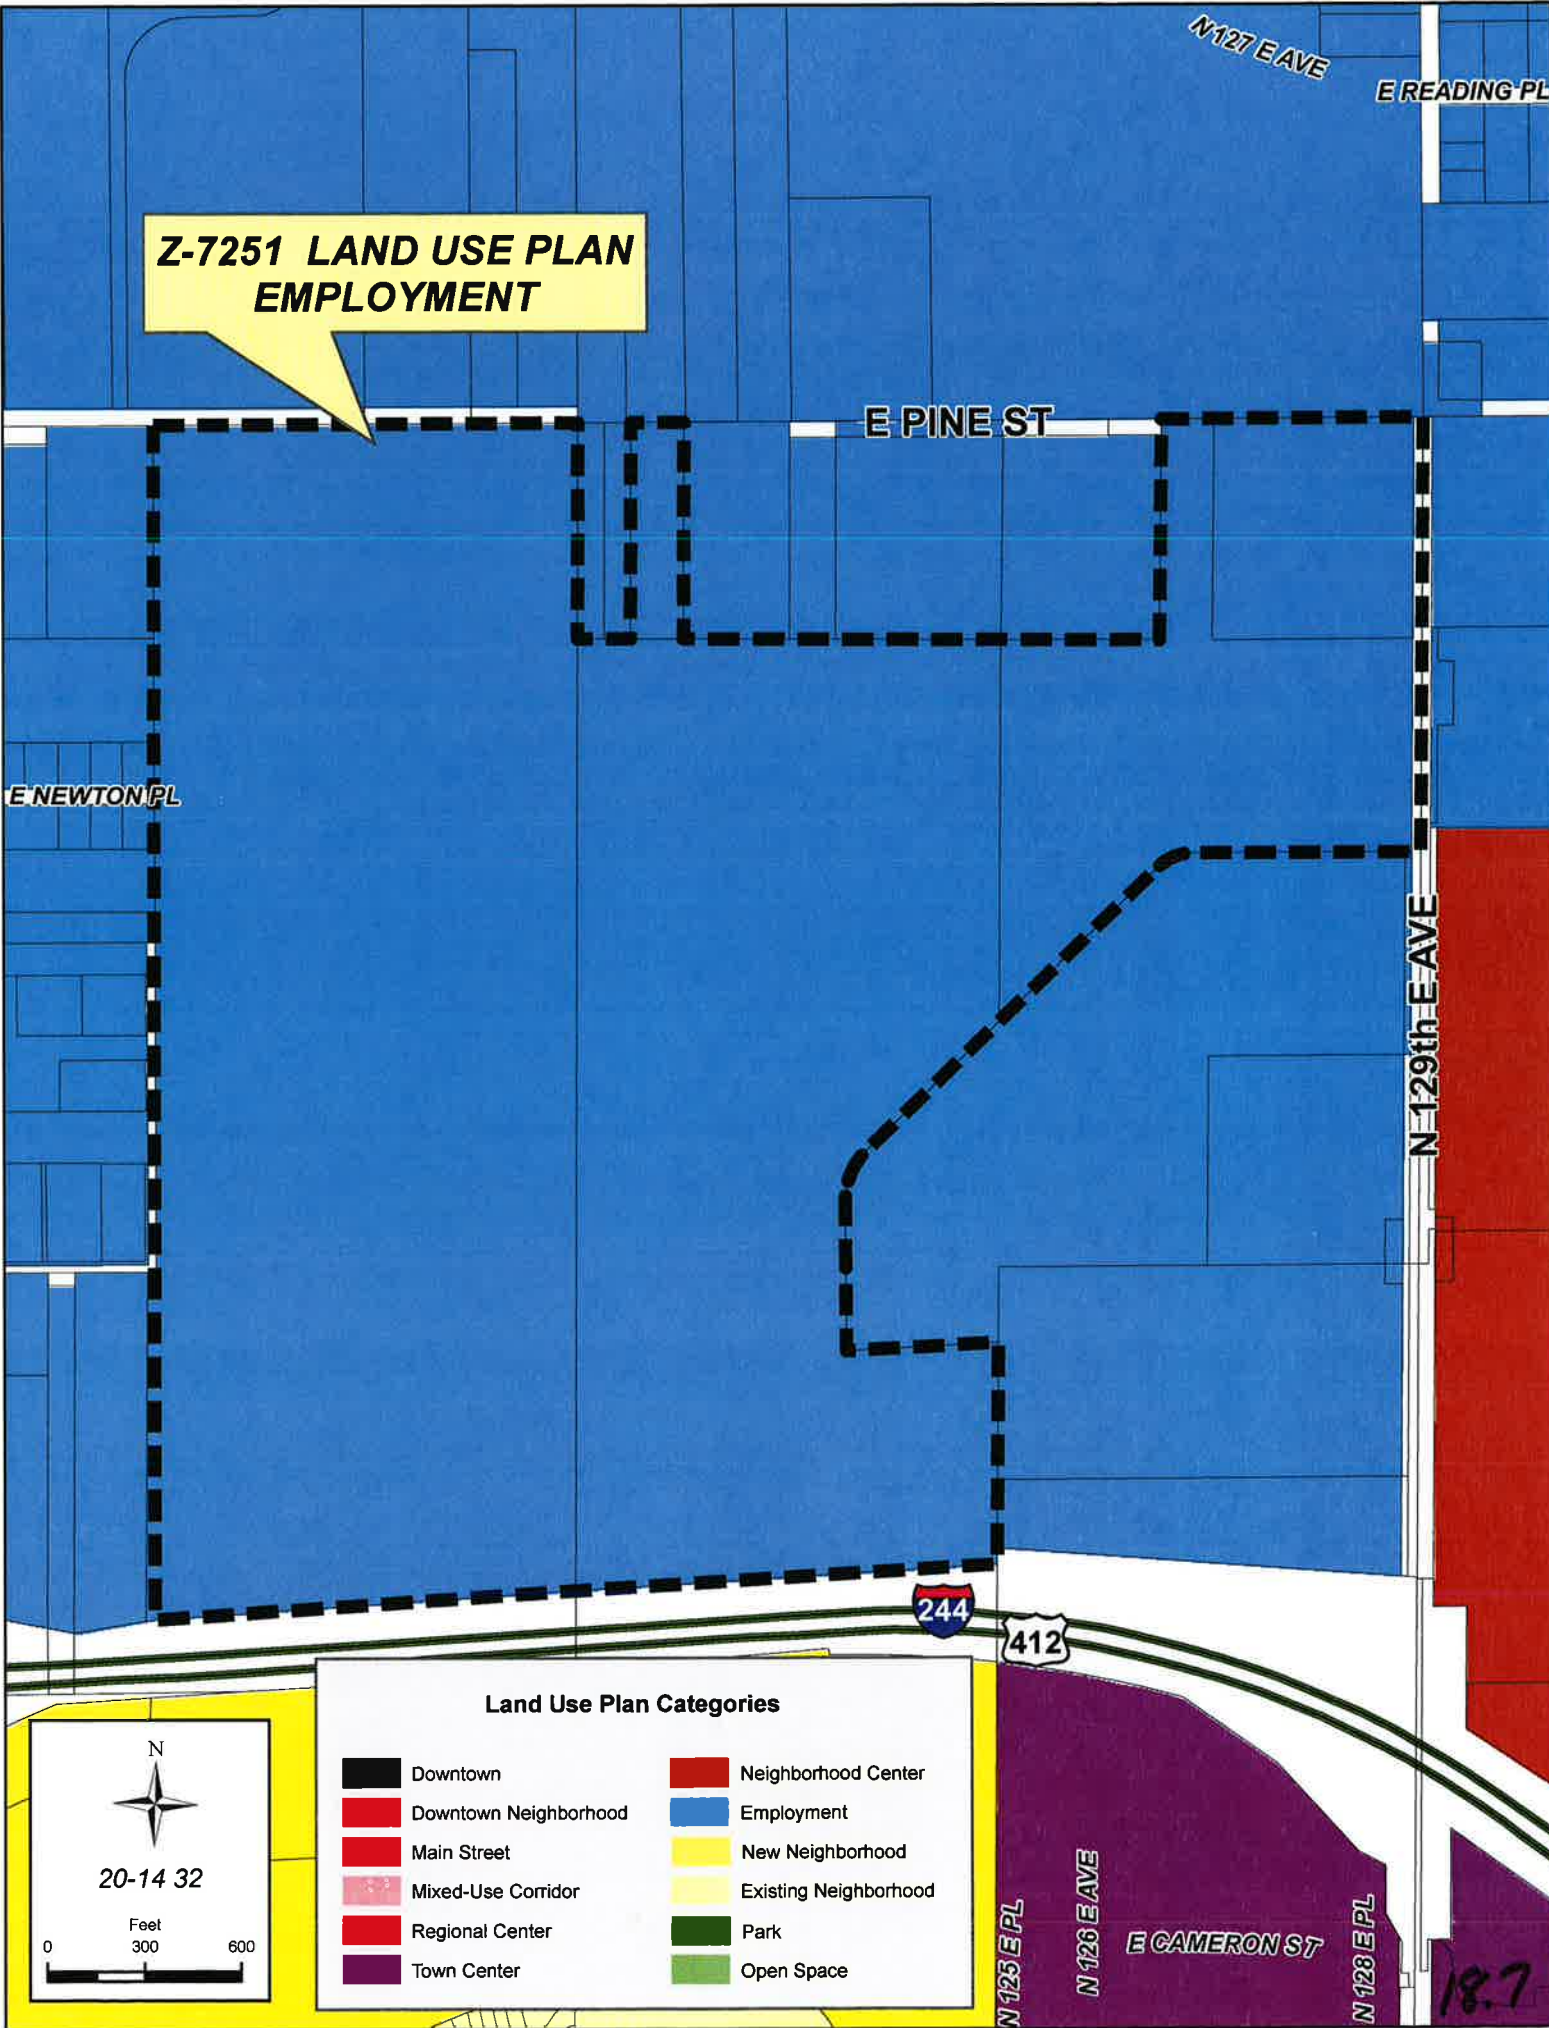 N 127 E AVE
E READING PL
Z-7251 LAND USE PLAN
EMPLOYMENT
E PINE ST
E NEWTON PL
N 129th E AVE
244
412
Land Use Plan Categories
Downtown
Downtown Neighborhood
Main Street
Mixed-Use Corridor
Regional Center
Town Center
Neighborhood Center
Employment
New Neighborhood
Existing Neighborhood
Park
Open Space
N
20-14 32
Feet
0 300 600
N 125 E PL
N 126 E AVE
E CAMERON ST
N 128 E PL
18.7